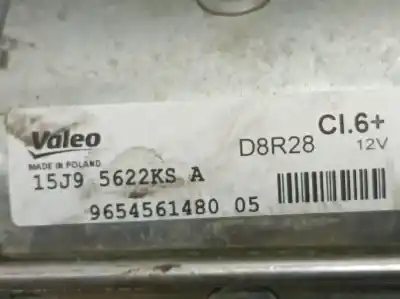 Valeo
MADE IN POLAND
D8R28 Cl.6+
12V
15J9 5622KS A
9654561480 05